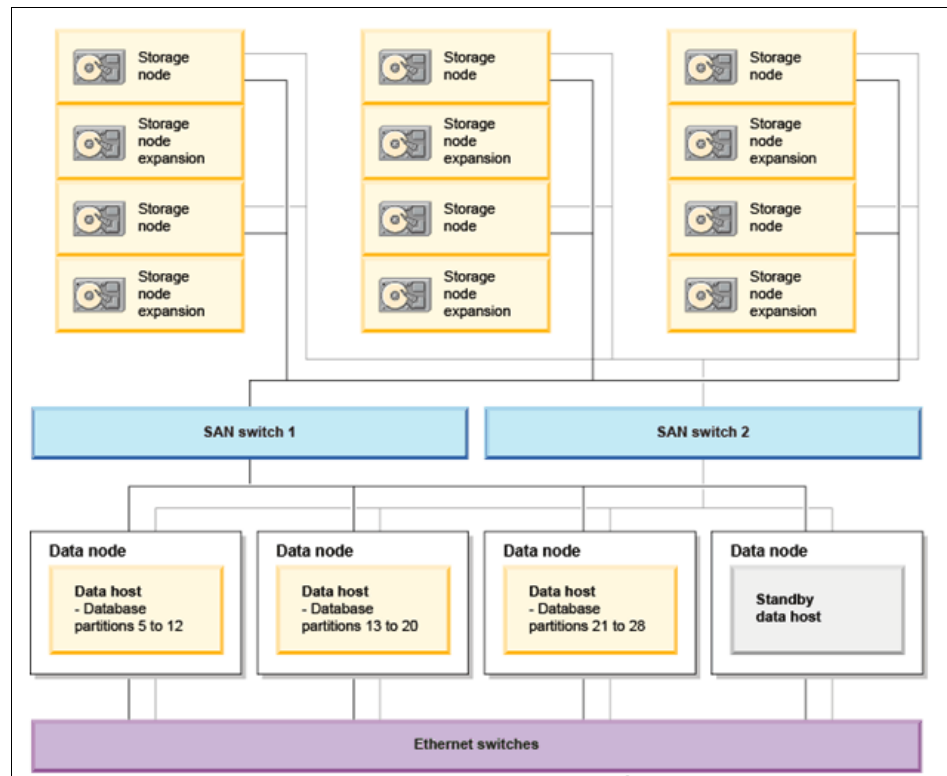 Storage
node
Storage
node
expansion
Storage
node
Storage
node
expansion
Storage
node
Storage
node
expansion
Storage
node
Storage
node
expansion
Storage
node
Storage
node
expansion
Storage
node
Storage
node
expansion
SAN switch 1
SAN switch 2
Data node
Data host
- Database
partitions 5 to 12
Data node
Data host
- Database
partitions 13 to 20
Data node
Data host
- Database
partitions 21 to 28
Data node
Standby
data host
Ethernet switches